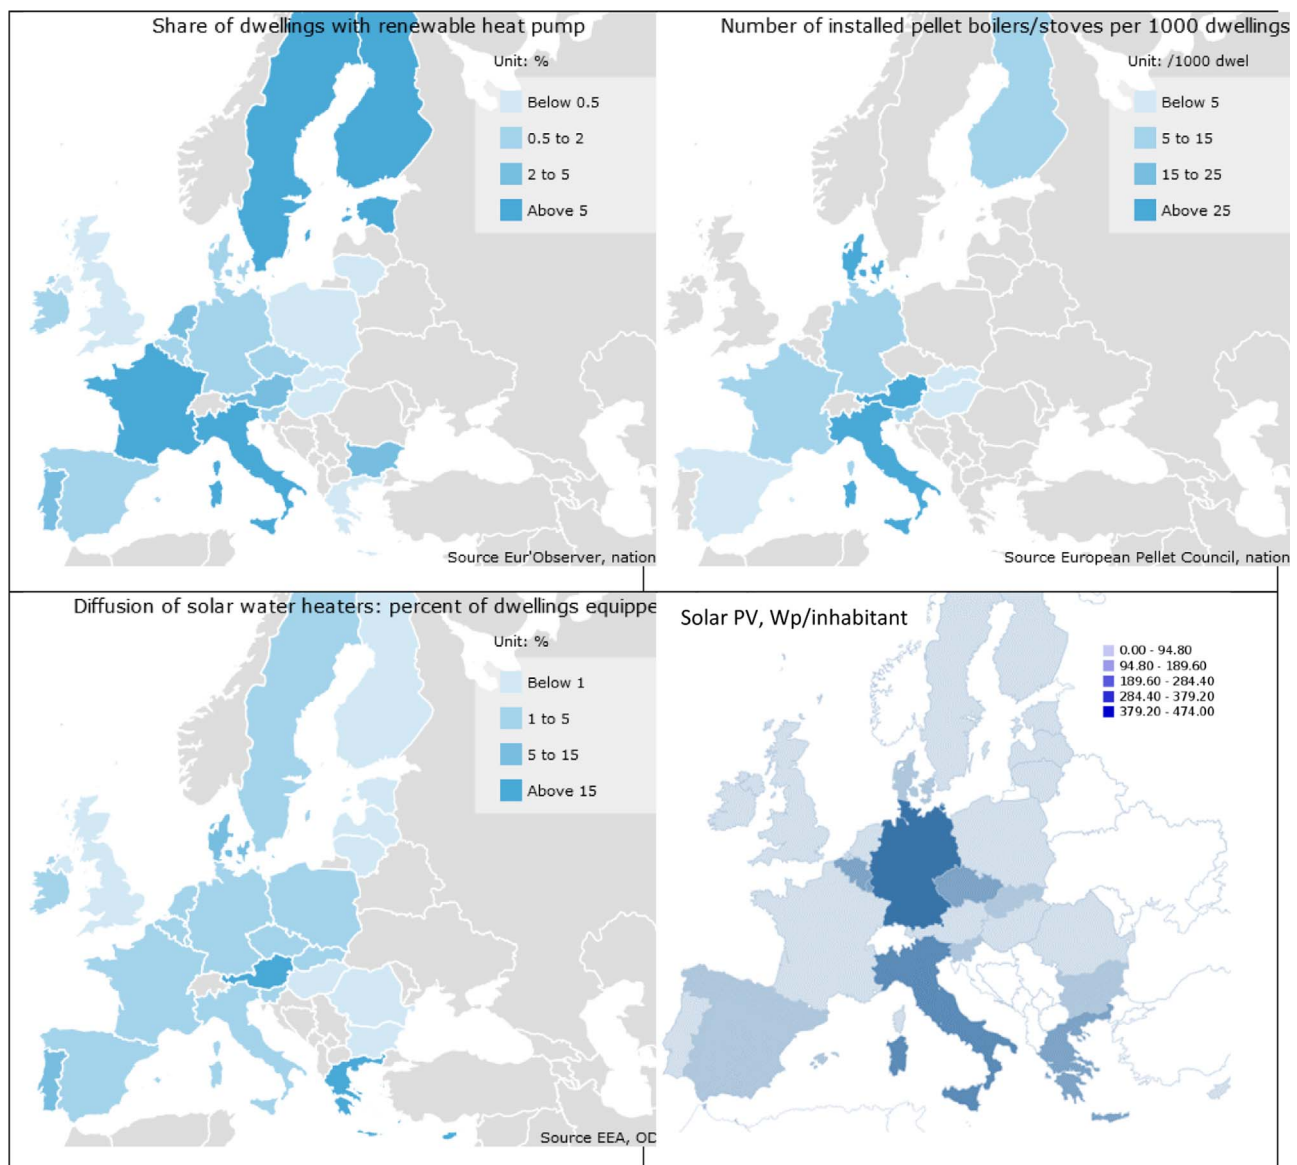 Share of dwellings with renewable heat pump
Unit: %
Below 0.5
0.5 to 2
2 to 5
Above 5
Source Eur'Observer, nation
Number of installed pellet boilers/stoves per 1000 dwellings
Unit: /1000 dwel
Below 5
5 to 15
15 to 25
Above 25
Source European Pellet Council, nation
Diffusion of solar water heaters: percent of dwellings equippe
Unit: %
Below 1
1 to 5
5 to 15
Above 15
Source EEA, OD
Solar PV, Wp/inhabitant
0.00 - 94.80
94.80 - 189.60
189.60 - 284.40
284.40 - 379.20
379.20 - 474.00